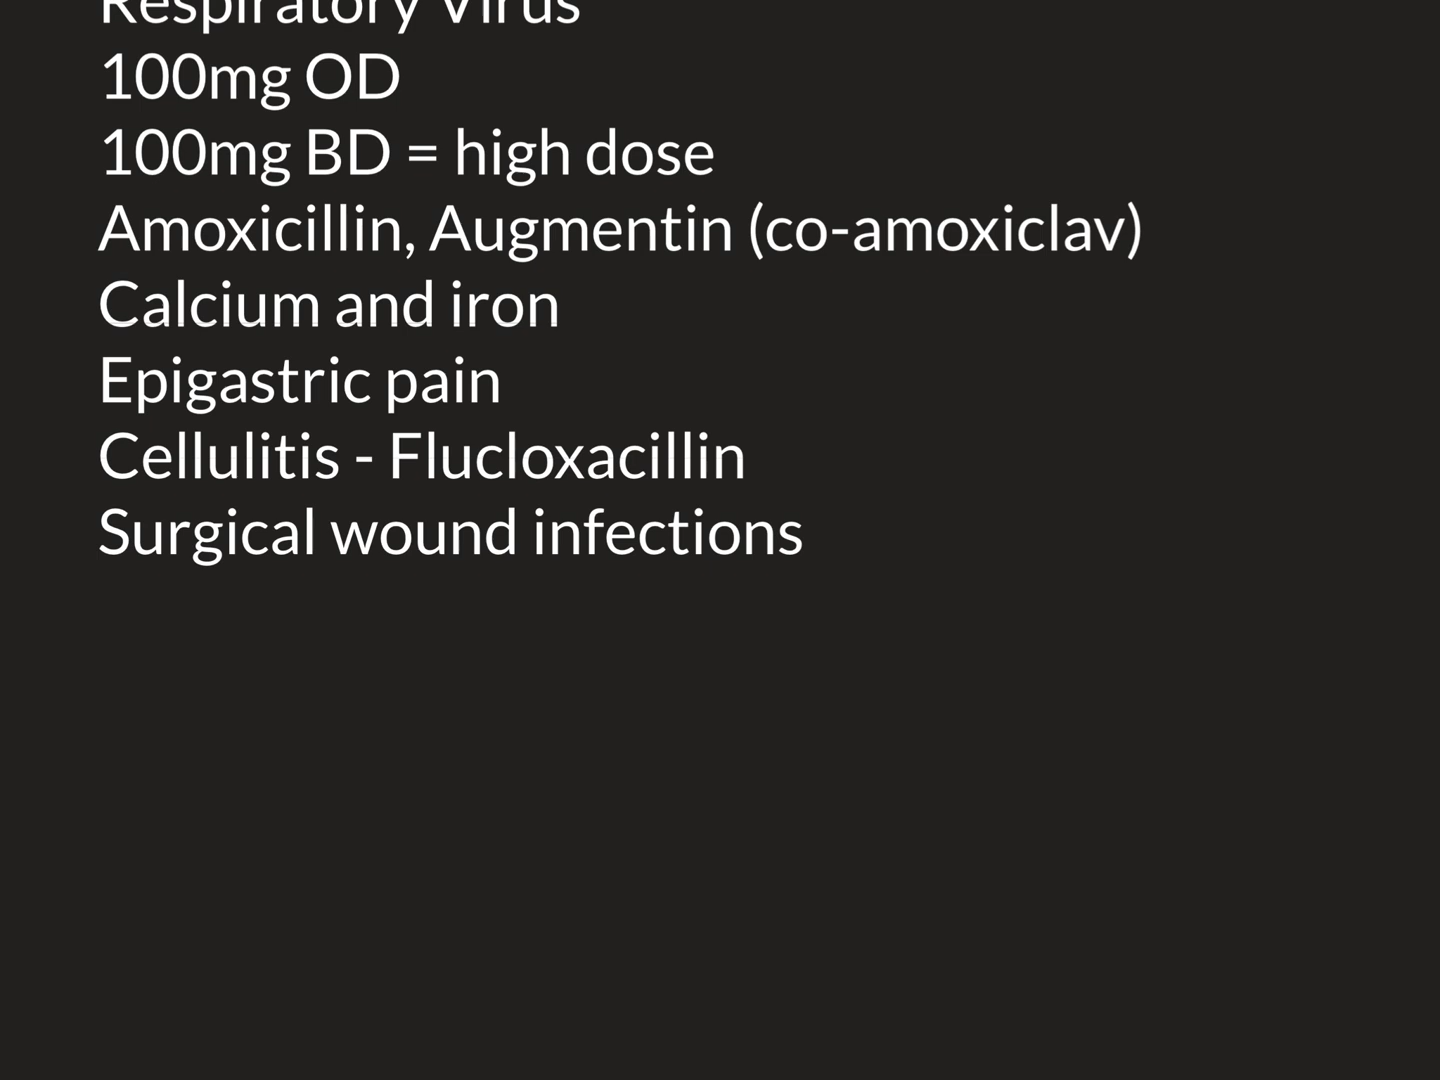 Respiratory Virus
100mg OD
100mg BD = high dose
Amoxicillin, Augmentin (co-amoxiclav)
Calcium and iron
Epigastric pain
Cellulitis - Flucloxacillin
Surgical wound infections